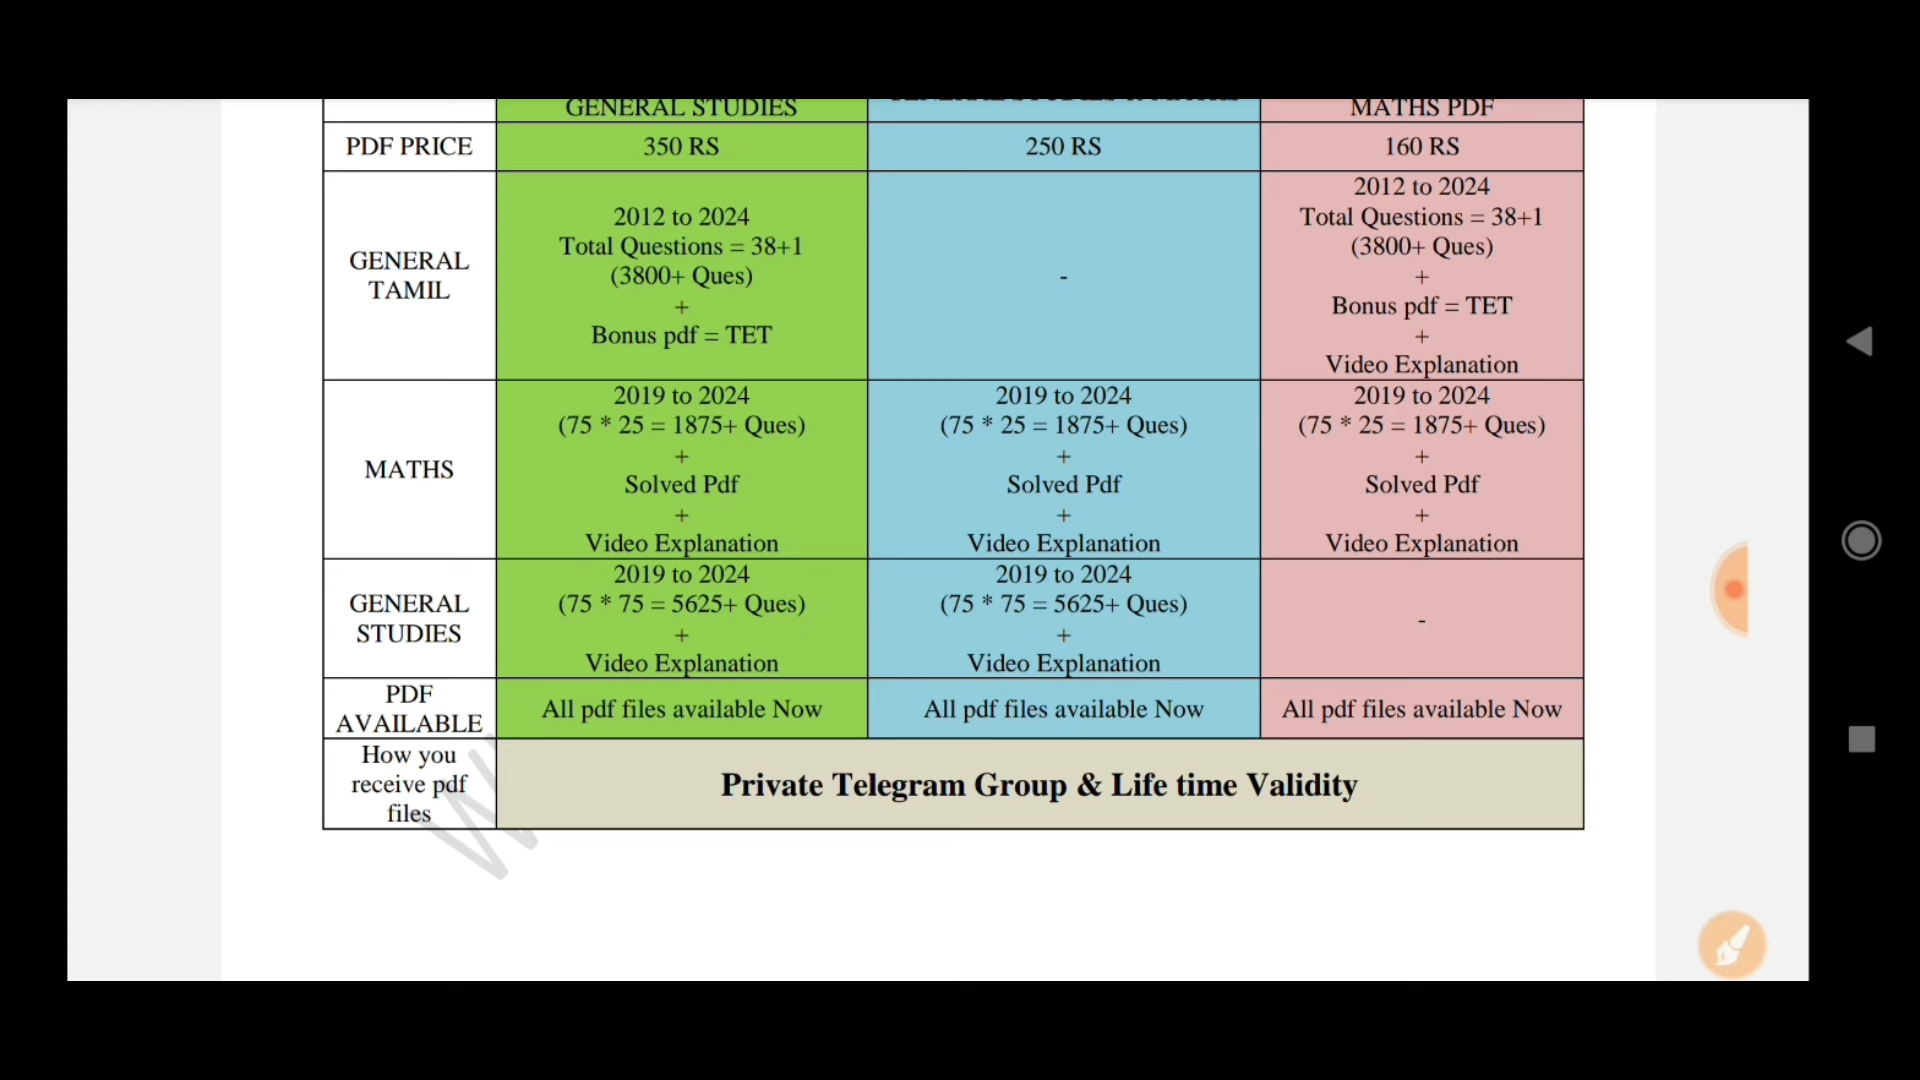 GENERAL STUDIES
MATHS PDF
PDF PRICE
350 RS
250 RS
160 RS
GENERAL
TAMIL
2012 to 2024
Total Questions = 38+1
(3800+ Ques)
+
Bonus pdf = TET
-
2012 to 2024
Total Questions = 38+1
(3800+ Ques)
+
Bonus pdf = TET
+
Video Explanation
MATHS
2019 to 2024
(75 * 25 = 1875+ Ques)
+
Solved Pdf
+
Video Explanation
2019 to 2024
(75 * 25 = 1875+ Ques)
+
Solved Pdf
+
Video Explanation
2019 to 2024
(75 * 25 = 1875+ Ques)
+
Solved Pdf
+
Video Explanation
GENERAL
STUDIES
2019 to 2024
(75 * 75 = 5625+ Ques)
+
Video Explanation
2019 to 2024
(75 * 75 = 5625+ Ques)
+
Video Explanation
-
PDF
AVAILABLE
All pdf files available Now
All pdf files available Now
All pdf files available Now
How you
receive pdf
files
Private Telegram Group & Life time Validity